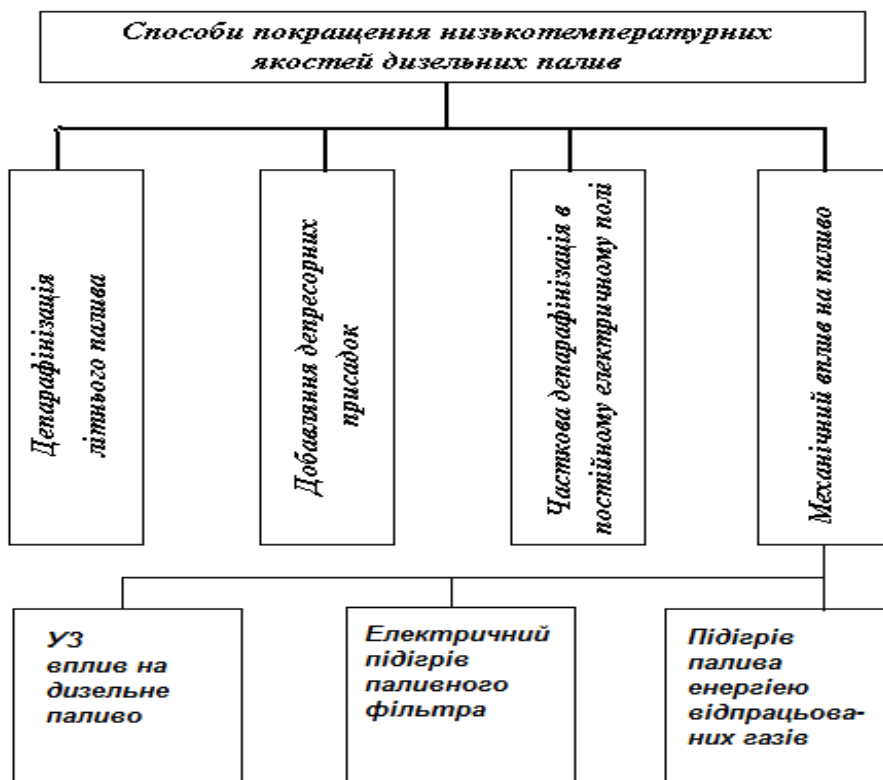 Способи покращення низькотемпературних
якостей дизельних палив
Депарафінізація
літнього палива
Добавляння депресорних
присадок
Часткова депарафінізація в
постійному електричному полі
Механічний вплив на паливо
УЗ
вплив на
дизельне
паливо
Електричний
підігрів
паливного
фільтра
Підігрів
палива
енергіею
відпрацьова-
них газів